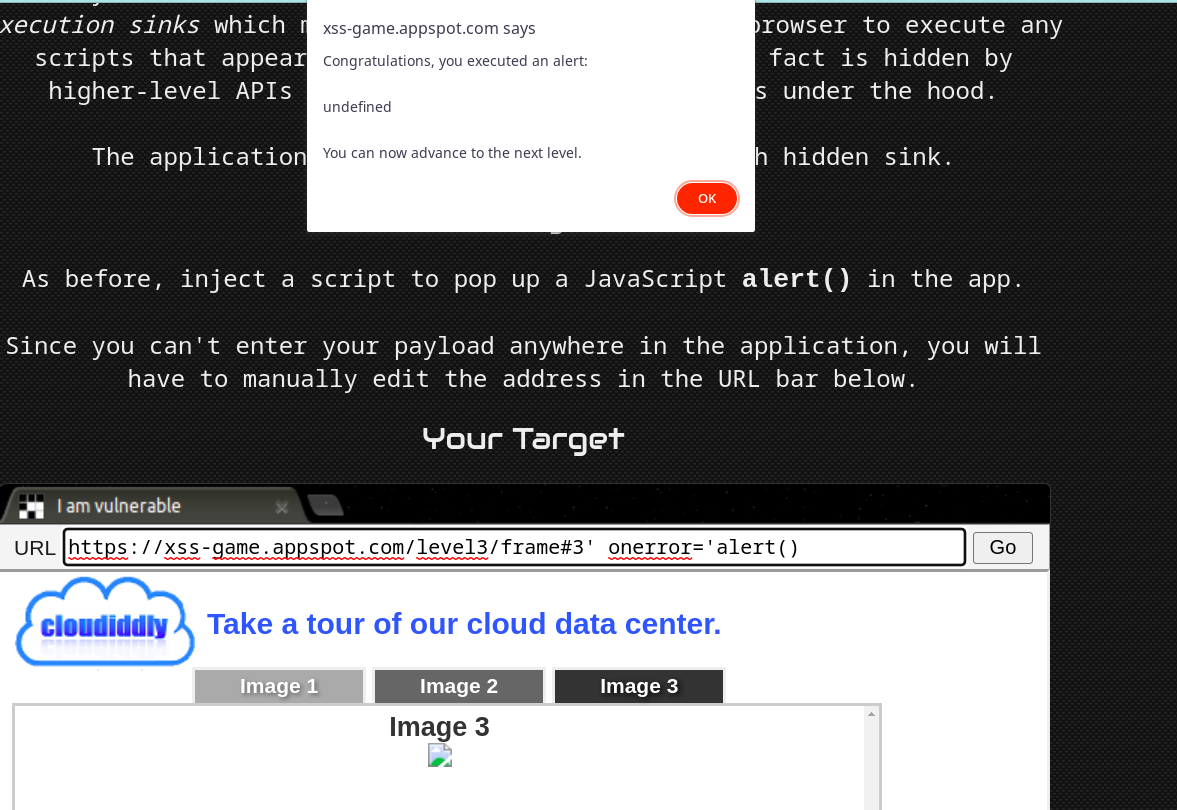 xecution sinks which
xss-game.appspot.com says
browser to execute any
scripts that appear
Congratulations, you executed an alert:
fact is hidden by
higher-level APIs
undefined
s under the hood.
The application
You can now advance to the next level.
h hidden sink.
OK
As before, inject a script to pop up a JavaScript alert() in the app.
Since you can't enter your payload anywhere in the application, you will
have to manually edit the address in the URL bar below.
Your Target
I am vulnerable
URL https://xss-game.appspot.com/level3/frame#3' onerror='alert() Go
cloudiddly
Take a tour of our cloud data center.
Image 1 Image 2 Image 3
Image 3